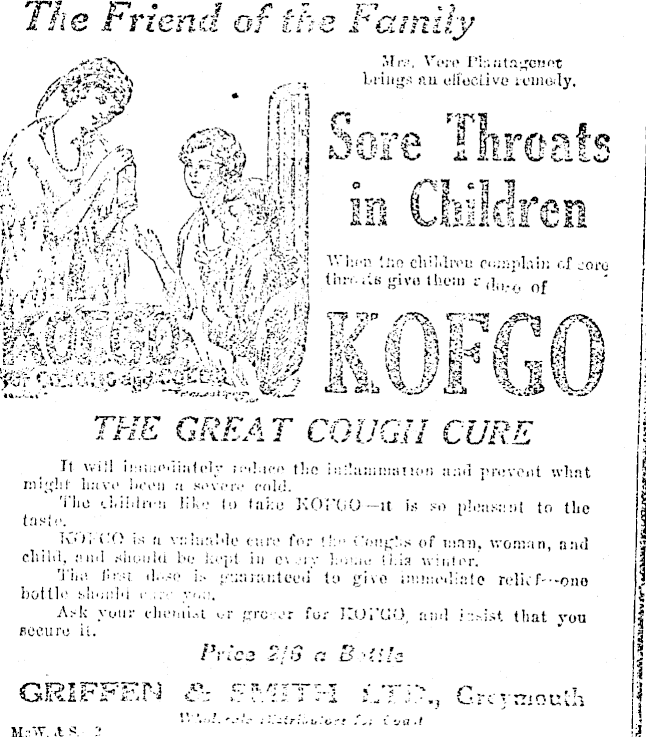 The Friend of the Family
Mrs. Vere Plantagenet
brings an effective remedy.
Sore Throats
in Children
When the children complain of sore
throats give them a dose of
KOFGO
KOFGO
FOR COUGHS and COLDS
THE GREAT COUGH CURE
It will immediately reduce the inflammation and prevent what
might have been a severe cold.
The children like to take KOFGO—it is so pleasant to the
taste.
KOFGO is a valuable cure for the Coughs of man, woman, and
child, and should be kept in every home this winter.
The first dose is guaranteed to give immediate relief—one
bottle should cure you.
Ask your chemist or grocer for KOFGO, and insist that you
secure it.
Price 2/6 a Bottle
GRIFFEN & SMITH LTD., Greymouth
Wholesale Distributors for Coast
McW. & S. 2